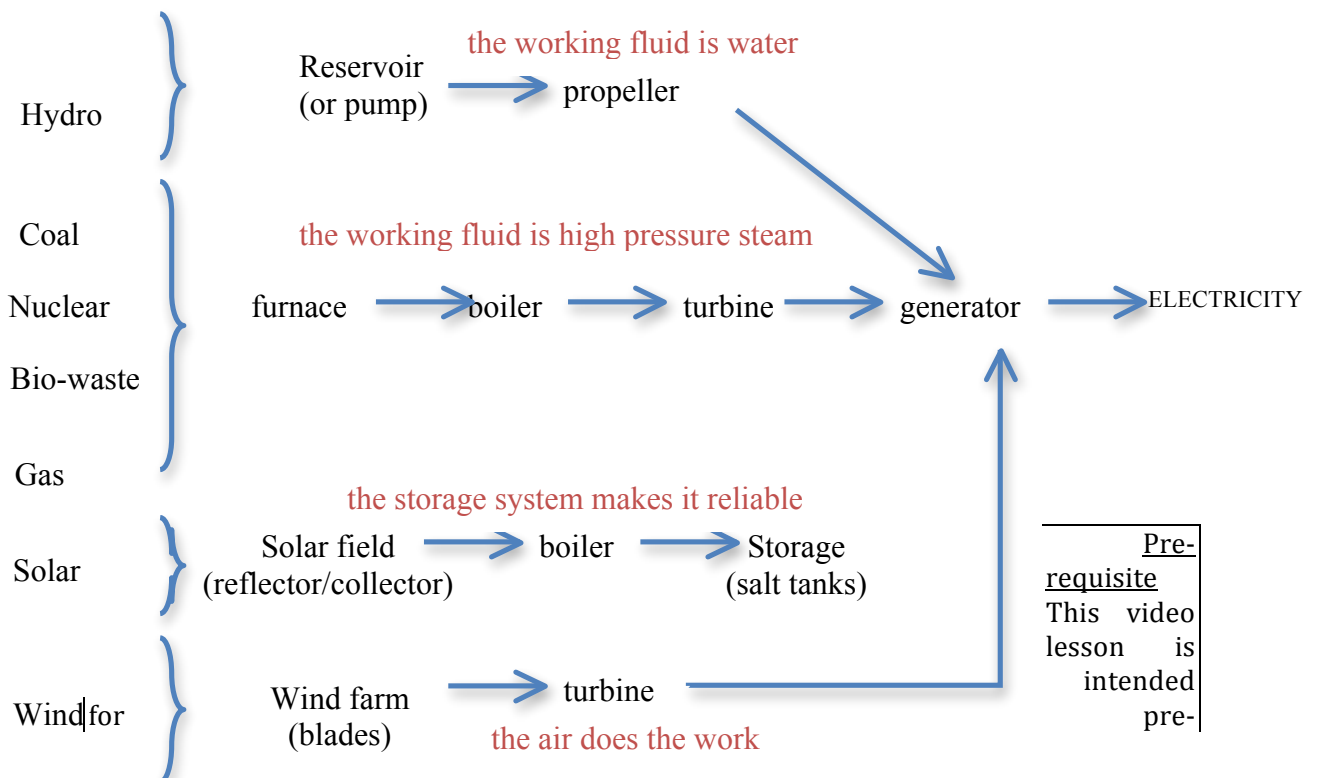 the working fluid is water
Reservoir
(or pump)
propeller
Hydro
Coal
the working fluid is high pressure steam
Nuclear
furnace
boiler
turbine
generator
ELECTRICITY
Bio-waste
Gas
the storage system makes it reliable
Solar
Solar field
(reflector/collector)
boiler
Storage
(salt tanks)
Wind for
Wind farm
(blades)
turbine
the air does the work
Pre-
requisite
This video
lesson is
intended
pre-